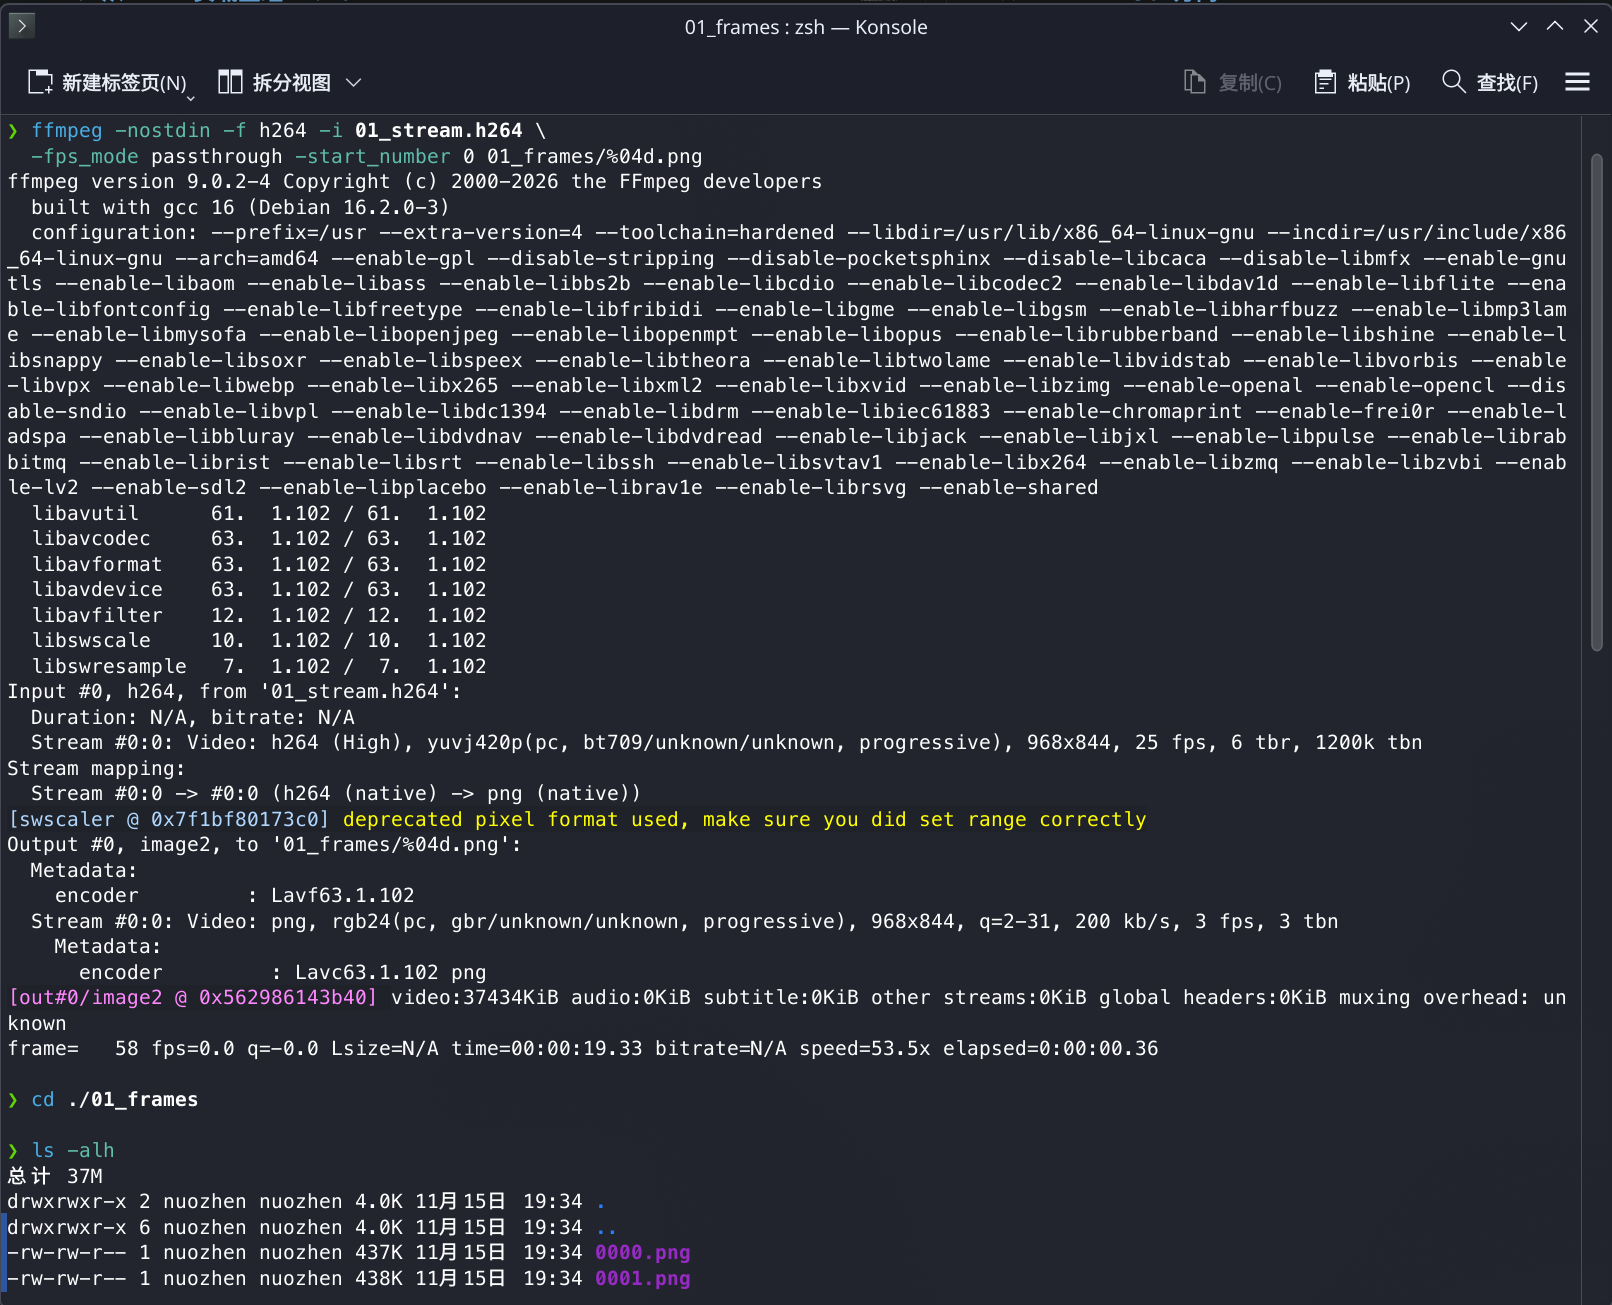 01_frames : zsh — Konsole
新建标签页(N) 拆分视图 复制(C) 粘贴(P) 查找(F)
❯ ffmpeg -nostdin -f h264 -i 01_stream.h264 \
-fps_mode passthrough -start_number 0 01_frames/%04d.png
ffmpeg version 9.0.2-4 Copyright (c) 2000-2026 the FFmpeg developers
built with gcc 16 (Debian 16.2.0-3)
configuration: --prefix=/usr --extra-version=4 --toolchain=hardened --libdir=/usr/lib/x86_64-linux-gnu --incdir=/usr/include/x86
_64-linux-gnu --arch=amd64 --enable-gpl --disable-stripping --disable-pocketsphinx --disable-libcaca --disable-libmfx --enable-gnu
tls --enable-libaom --enable-libass --enable-libbs2b --enable-libcdio --enable-libcodec2 --enable-libdav1d --enable-libflite --ena
ble-libfontconfig --enable-libfreetype --enable-libfribidi --enable-libgme --enable-libgsm --enable-libharfbuzz --enable-libmp3lam
e --enable-libmysofa --enable-libopenjpeg --enable-libopenmpt --enable-libopus --enable-librubberband --enable-libshine --enable-l
ibsnappy --enable-libsoxr --enable-libspeex --enable-libtheora --enable-libtwolame --enable-libvidstab --enable-libvorbis --enable
-libvpx --enable-libwebp --enable-libx265 --enable-libxml2 --enable-libxvid --enable-libzimg --enable-openal --enable-opencl --dis
able-sndio --enable-libvpl --enable-libdc1394 --enable-libdrm --enable-libiec61883 --enable-chromaprint --enable-frei0r --enable-l
adspa --enable-libbluray --enable-libdvdnav --enable-libdvdread --enable-libjack --enable-libjxl --enable-libpulse --enable-librab
bitmq --enable-librist --enable-libsrt --enable-libssh --enable-libsvtav1 --enable-libx264 --enable-libzmq --enable-libzvbi --enab
le-lv2 --enable-sdl2 --enable-libplacebo --enable-librav1e --enable-librsvg --enable-shared
libavutil      61.  1.102 / 61.  1.102
libavcodec     63.  1.102 / 63.  1.102
libavformat    63.  1.102 / 63.  1.102
libavdevice    63.  1.102 / 63.  1.102
libavfilter    12.  1.102 / 12.  1.102
libswscale     10.  1.102 / 10.  1.102
libswresample   7.  1.102 /  7.  1.102
Input #0, h264, from '01_stream.h264':
Duration: N/A, bitrate: N/A
Stream #0:0: Video: h264 (High), yuvj420p(pc, bt709/unknown/unknown, progressive), 968x844, 25 fps, 6 tbr, 1200k tbn
Stream mapping:
Stream #0:0 -> #0:0 (h264 (native) -> png (native))
[swscaler @ 0x7f1bf80173c0] deprecated pixel format used, make sure you did set range correctly
Output #0, image2, to '01_frames/%04d.png':
Metadata:
encoder         : Lavf63.1.102
Stream #0:0: Video: png, rgb24(pc, gbr/unknown/unknown, progressive), 968x844, q=2-31, 200 kb/s, 3 fps, 3 tbn
Metadata:
encoder         : Lavc63.1.102 png
[out#0/image2 @ 0x562986143b40] video:37434KiB audio:0KiB subtitle:0KiB other streams:0KiB global headers:0KiB muxing overhead: un
known
frame=   58 fps=0.0 q=-0.0 Lsize=N/A time=00:00:19.33 bitrate=N/A speed=53.5x elapsed=0:00:00.36
❯ cd ./01_frames
❯ ls -alh
总计 37M
drwxrwxr-x 2 nuozhen nuozhen 4.0K 11月15日 19:34 .
drwxrwxr-x 6 nuozhen nuozhen 4.0K 11月15日 19:34 ..
-rw-rw-r-- 1 nuozhen nuozhen 437K 11月15日 19:34 0000.png
-rw-rw-r-- 1 nuozhen nuozhen 438K 11月15日 19:34 0001.png